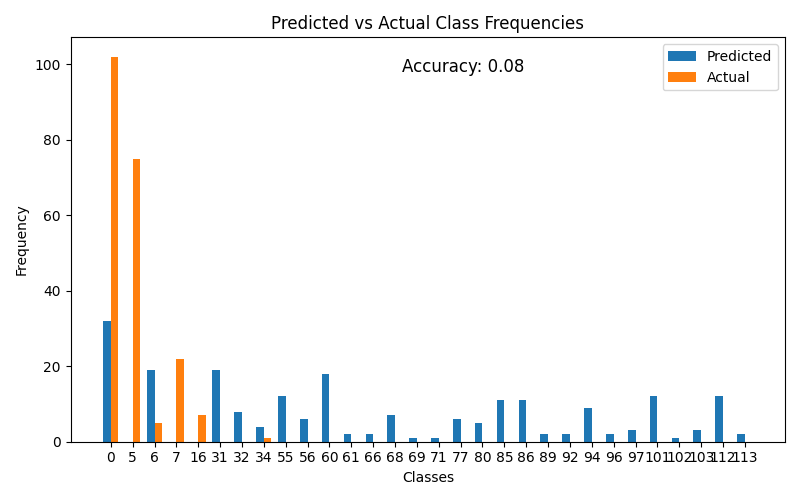 Predicted vs Actual Class Frequencies
Accuracy: 0.08
Predicted
Actual
Frequency
100
80
60
40
20
0
0 5 6 7 16 31 32 34 55 56 60 61 66 68 69 71 77 80 85 86 89 92 94 96 97 101 102 103 112 113
Classes